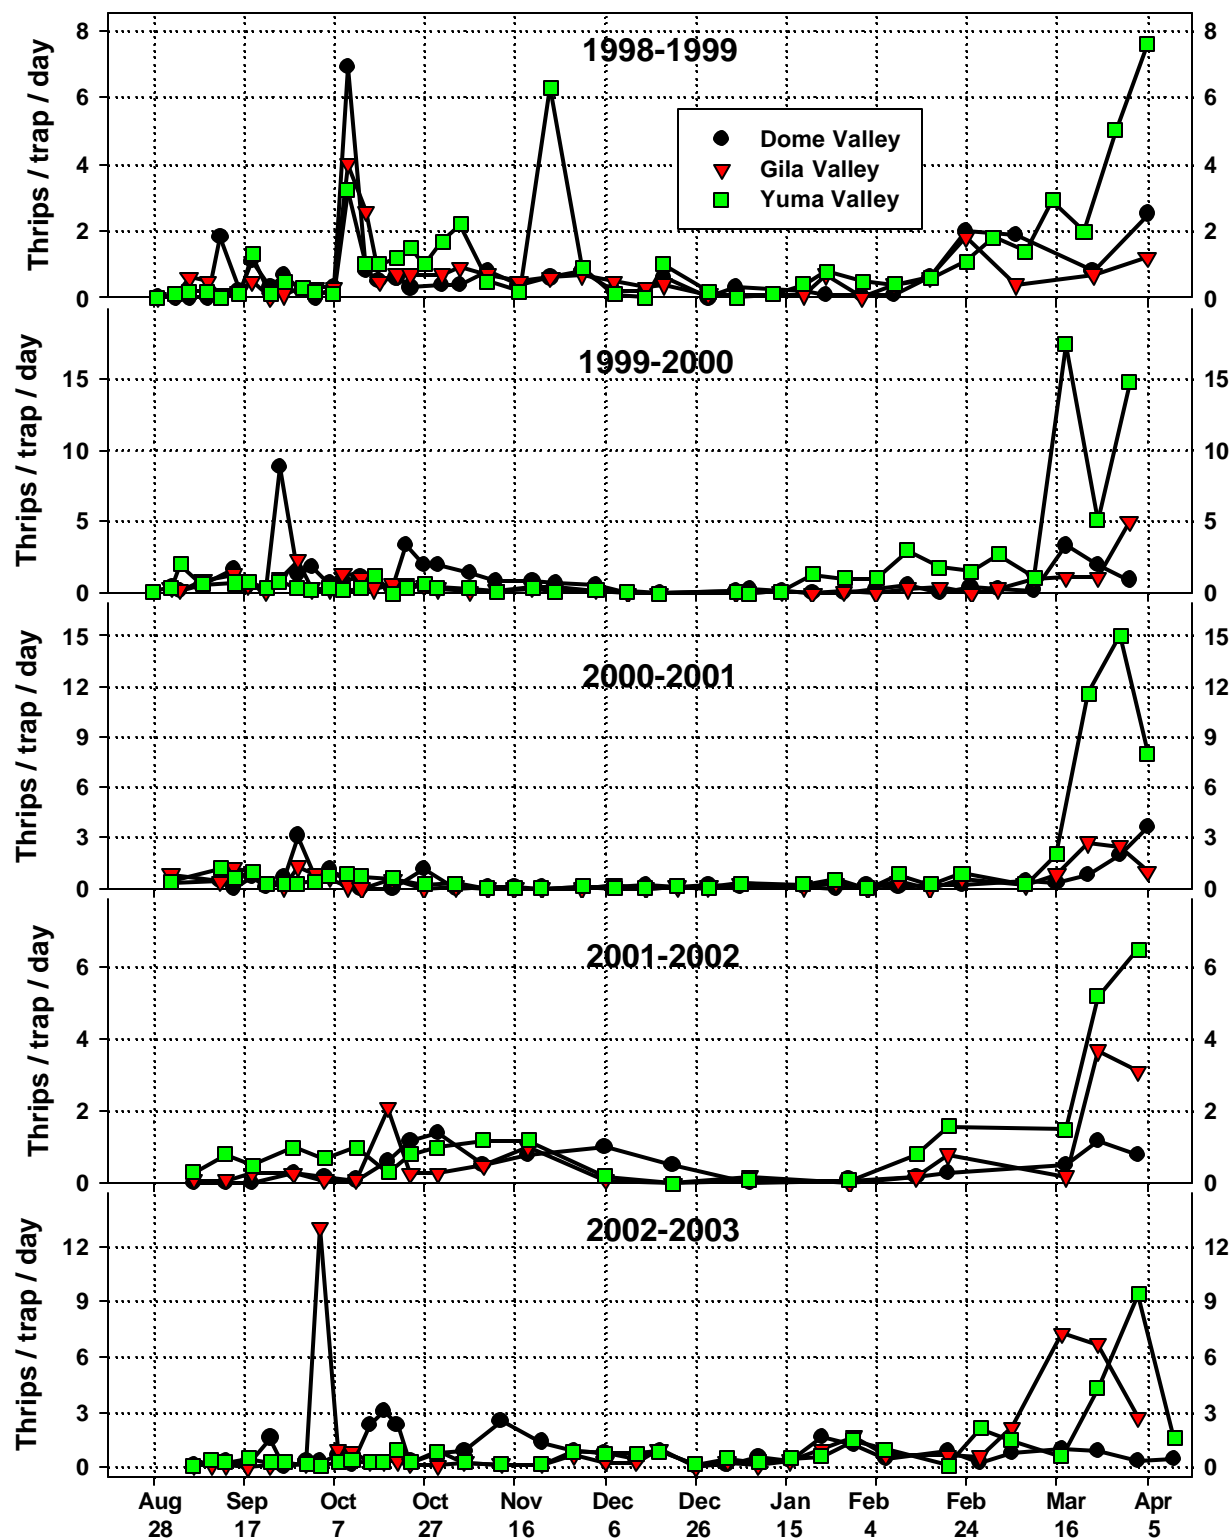 8 8
1998-1999
Thrips / trap / day
Dome Valley
Gila Valley
Yuma Valley
6 6
4 4
2 2
0 0
1999-2000
Thrips / trap / day
15 15
10 10
5 5
0 0
15 15
2000-2001
Thrips / trap / day
12 12
9 9
6 6
3 3
0 0
2001-2002
Thrips / trap / day
6 6
4 4
2 2
0 0
2002-2003
Thrips / trap / day
12 12
9 9
6 6
3 3
0 0
Aug Sep Oct Oct Nov Dec Dec Jan Feb Feb Mar Apr
28 17 7 27 16 6 26 15 4 24 16 5